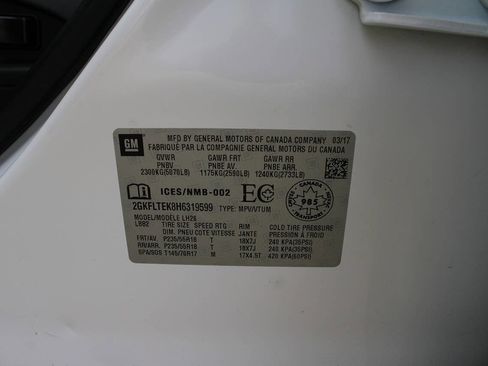 GM
MFD BY GENERAL MOTORS OF CANADA COMPANY 03/17
FABRIQUÉ PAR LA COMPAGNIE GENERAL MOTORS DU CANADA
GVWR GAWR FRT GAWR RR
PNBV PNBE AV. PNBE ARR.
2300KG(5070LB) 1175KG(2590LB) 1240KG(2733LB)
ICES/NMB-002 EC
CANADA
985
TRANSPORT
2GKFLTEK8H6319599 TYPE: MPV/VTUM
MODEL/MODÈLE LH26
TIRE SIZE SPEED RTG RIM COLD TIRE PRESSURE
DIM. PNEU COTE VITESSE JANTE PRESSION À FROID
FRT/AV. P235/55R18 T 18X7J 240 KPA(35PSI)
RR/ARR. P235/55R18 T 18X7J 240 KPA(35PSI)
SPA/SOS T145/70R17 M 17X4.5T 420 KPA(60PSI)